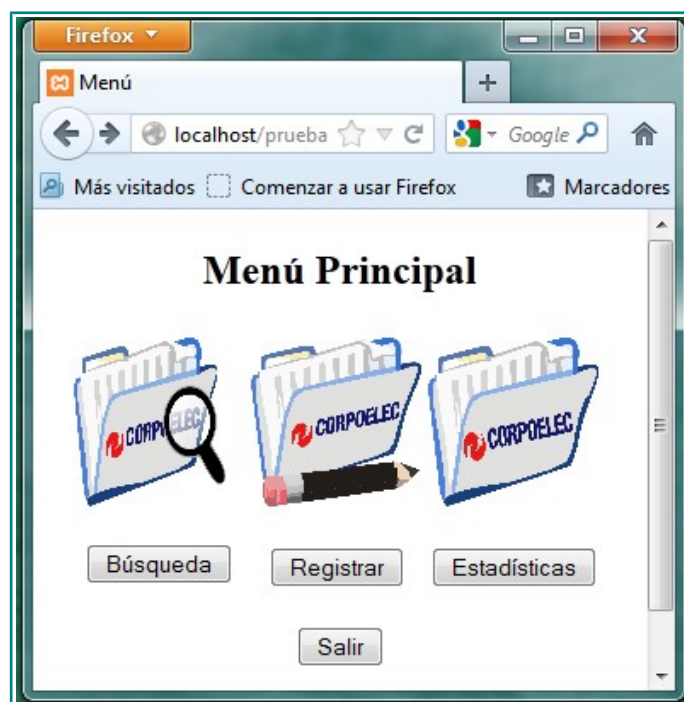 Firefox
Menú
localhost/prueba
Google
Más visitados
Comenzar a usar Firefox
Marcadores
Menú Principal
CORPOELEC
CORPOELEC
CORPOELEC
Búsqueda
Registrar
Estadísticas
Salir